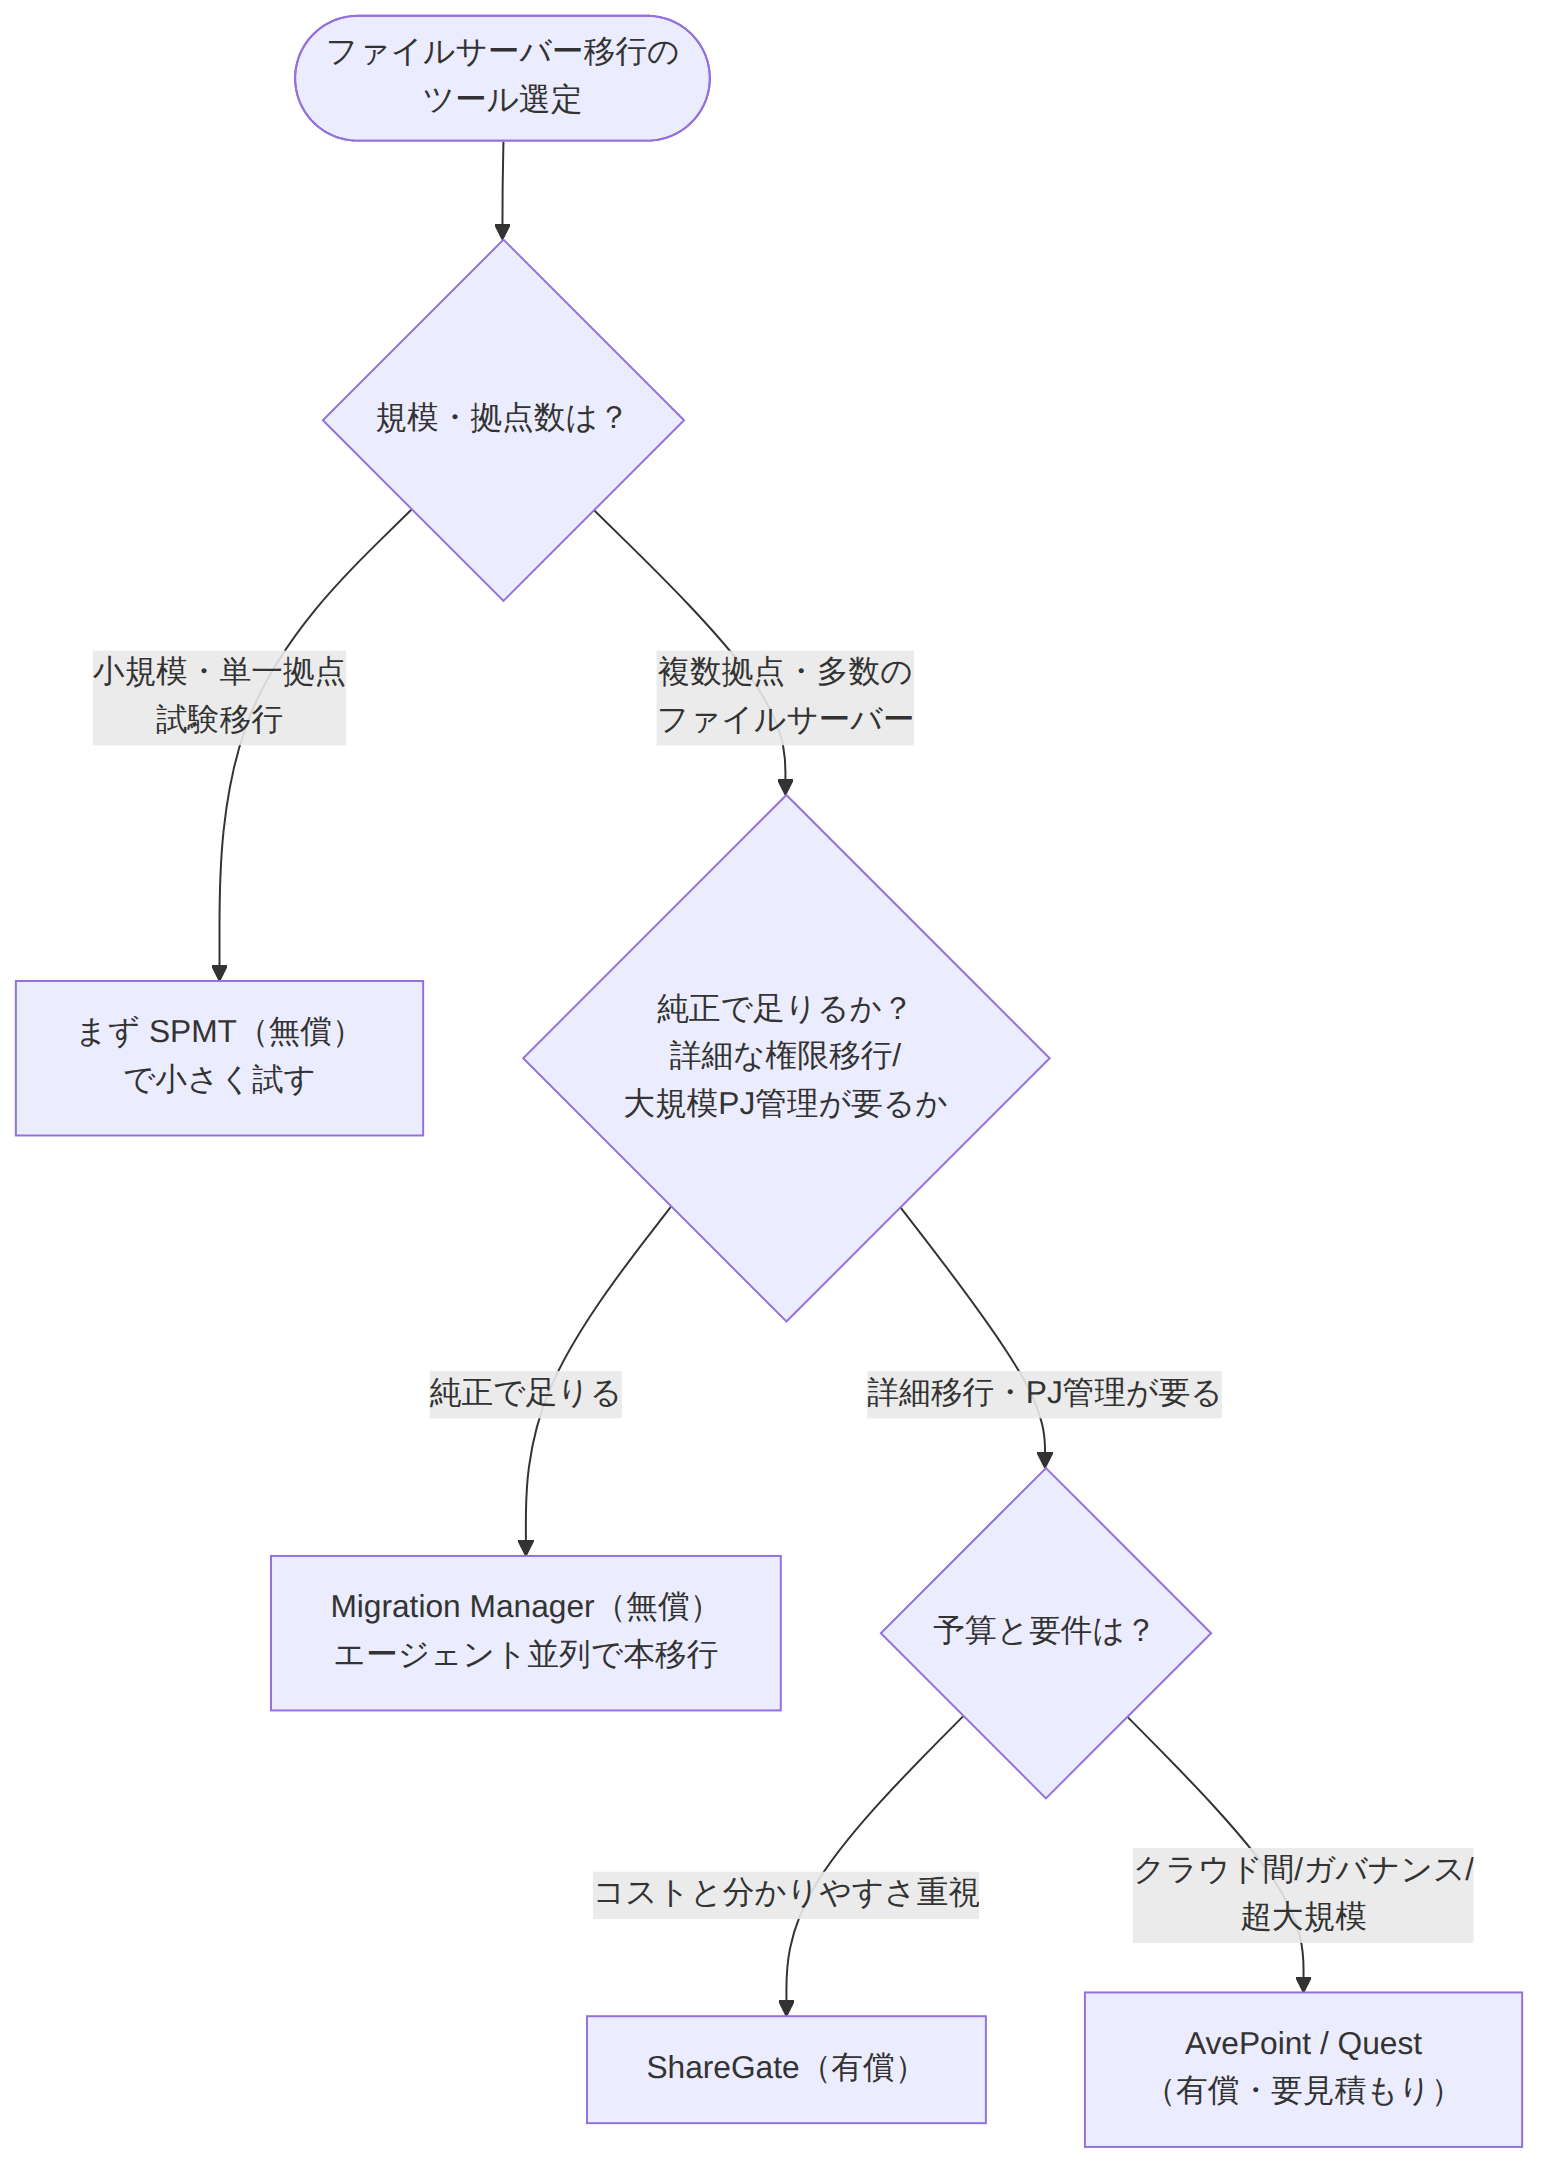 ファイルサーバー移行の
ツール選定
規模・拠点数は？
小規模・単一拠点
試験移行
複数拠点・多数の
ファイルサーバー
まず SPMT（無償）
で小さく試す
純正で足りるか？
詳細な権限移行/
大規模PJ管理が要るか
純正で足りる
詳細移行・PJ管理が要る
Migration Manager（無償）
エージェント並列で本移行
予算と要件は？
コストと分かりやすさ重視
クラウド間/ガバナンス/
超大規模
ShareGate（有償）
AvePoint / Quest
（有償・要見積もり）